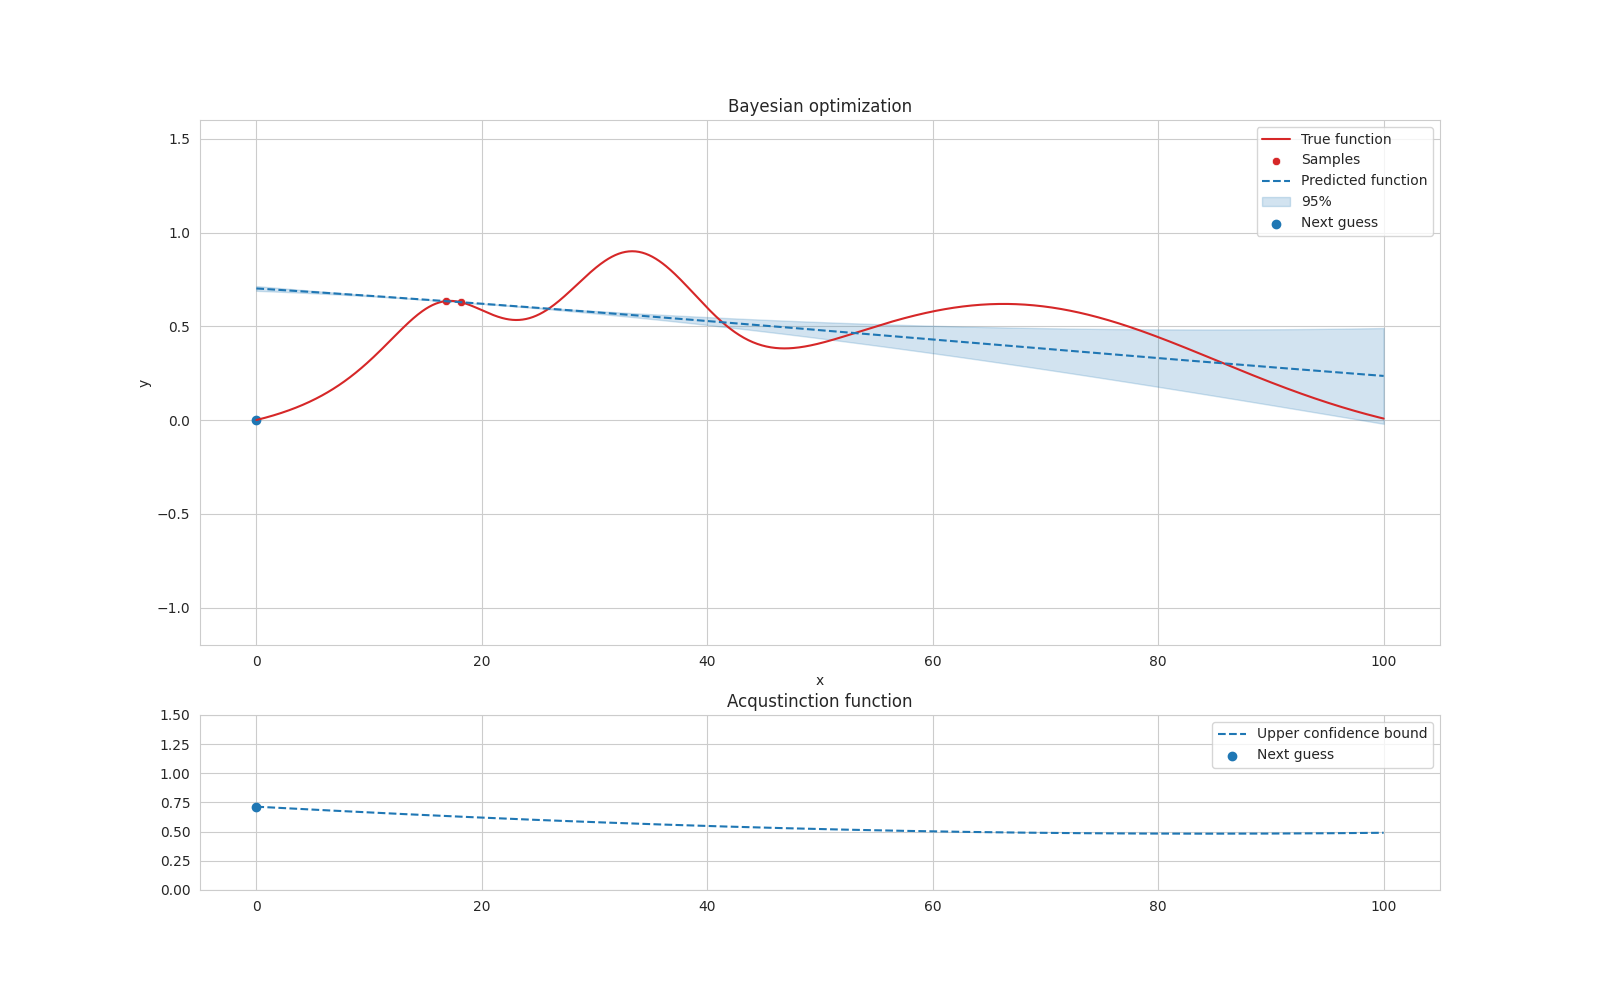 Bayesian optimization
1.5
1.0
0.5
0.0
−0.5
−1.0
y
True function
Samples
Predicted function
95%
Next guess
0 20 40 60 80 100
x
Acqustinction function
1.50
1.25
1.00
0.75
0.50
0.25
0.00
Upper confidence bound
Next guess
0 20 40 60 80 100